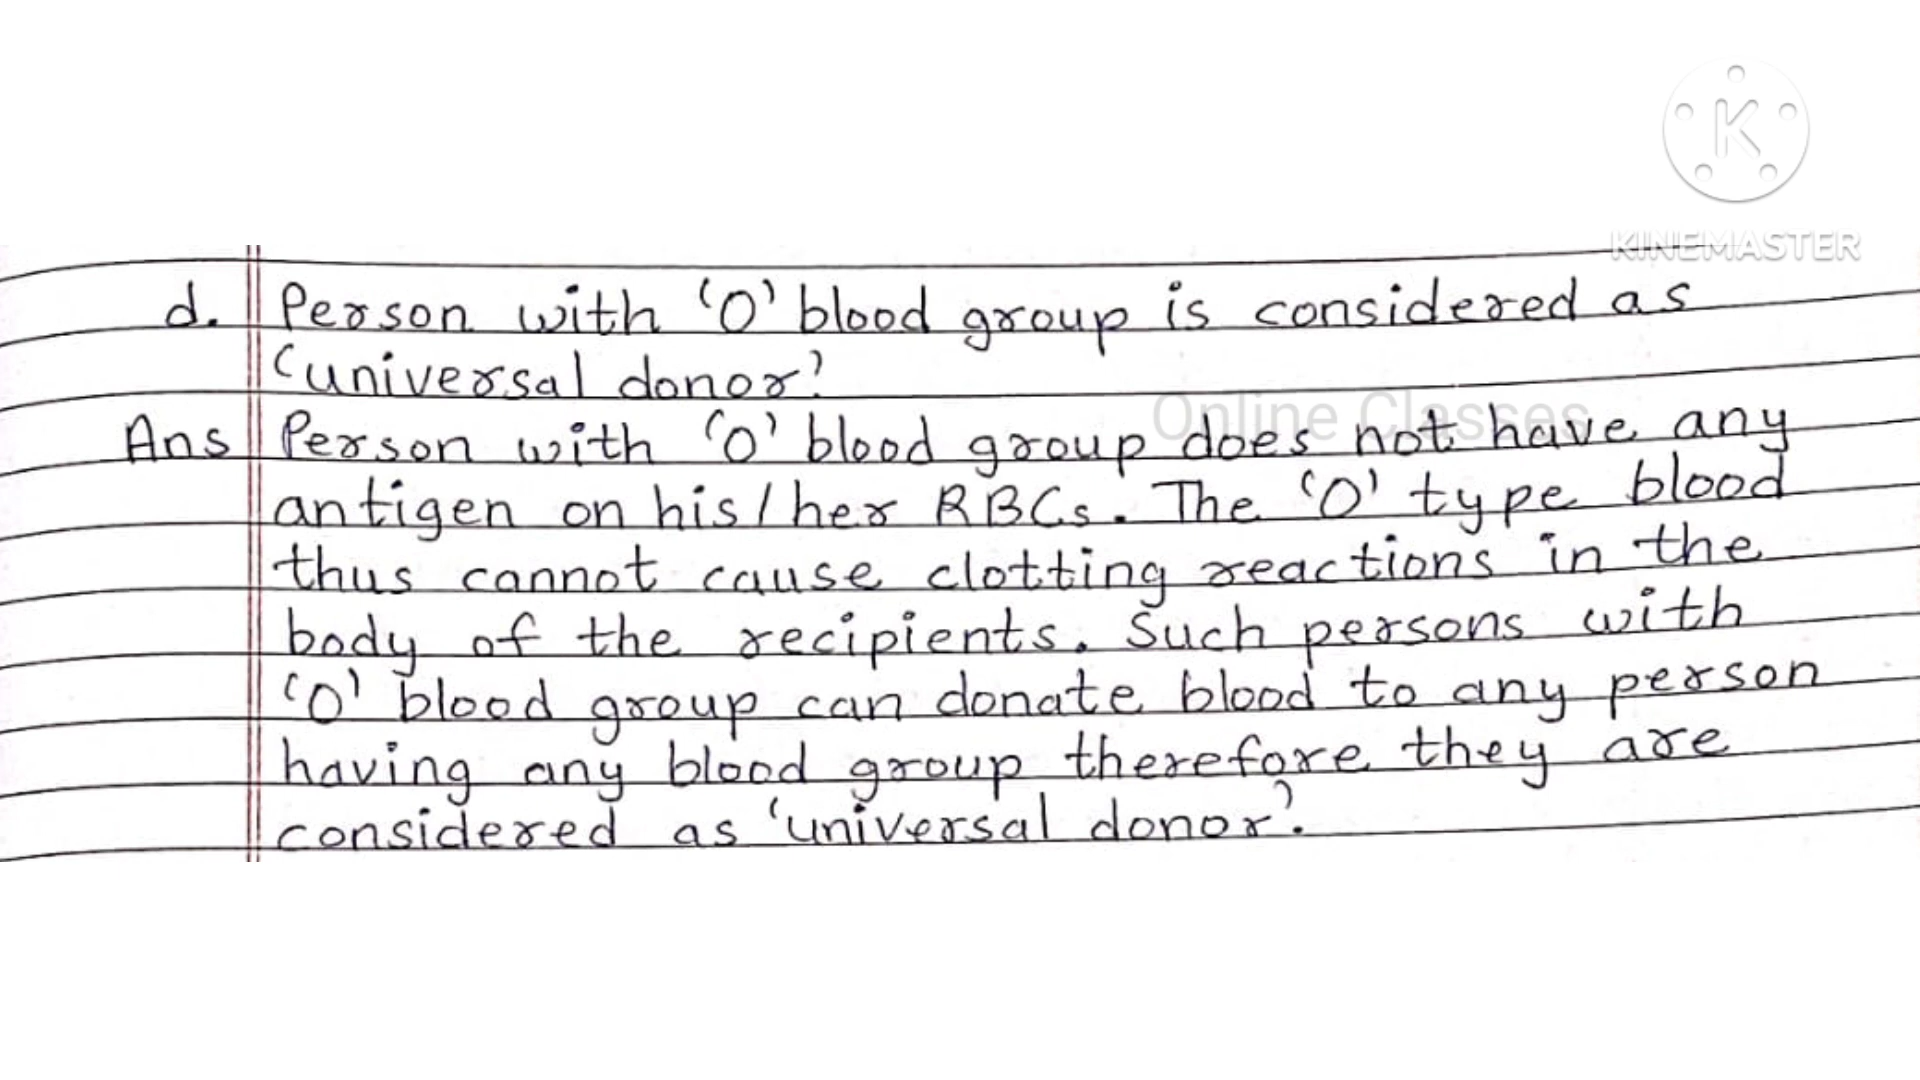 KINEMASTER
d. Person with 'O' blood group is considered as
'universal donor'
Online Classes
Ans Person with 'O' blood group does not have any
antigen on his/her RBCs. The 'O' type blood
thus cannot cause clotting reactions in the
body of the recipients. Such persons with
'O' blood group can donate blood to any person
having any blood group therefore they are
considered as 'universal donor'.